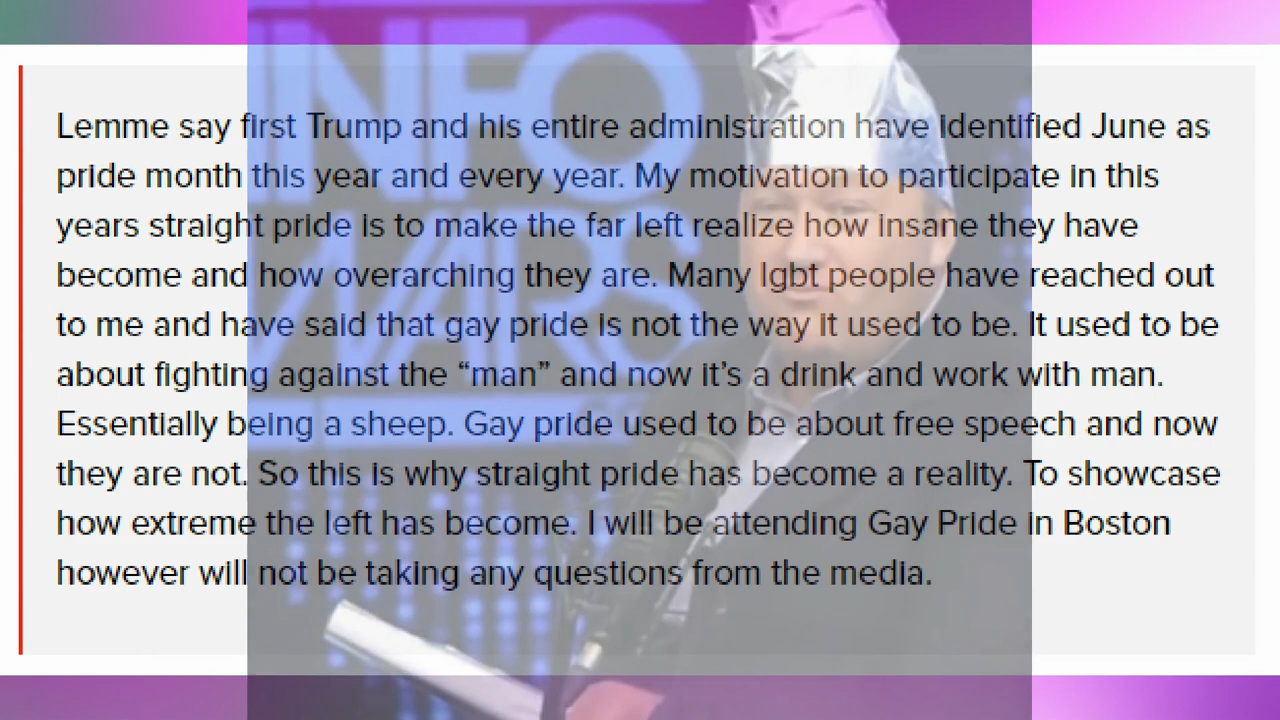 INFO
WARS
Lemme say first Trump and his entire administration have identified June as
pride month this year and every year. My motivation to participate in this
years straight pride is to make the far left realize how insane they have
become and how overarching they are. Many lgbt people have reached out
to me and have said that gay pride is not the way it used to be. It used to be
about fighting against the “man” and now it’s a drink and work with man.
Essentially being a sheep. Gay pride used to be about free speech and now
they are not. So this is why straight pride has become a reality. To showcase
how extreme the left has become. I will be attending Gay Pride in Boston
however will not be taking any questions from the media.